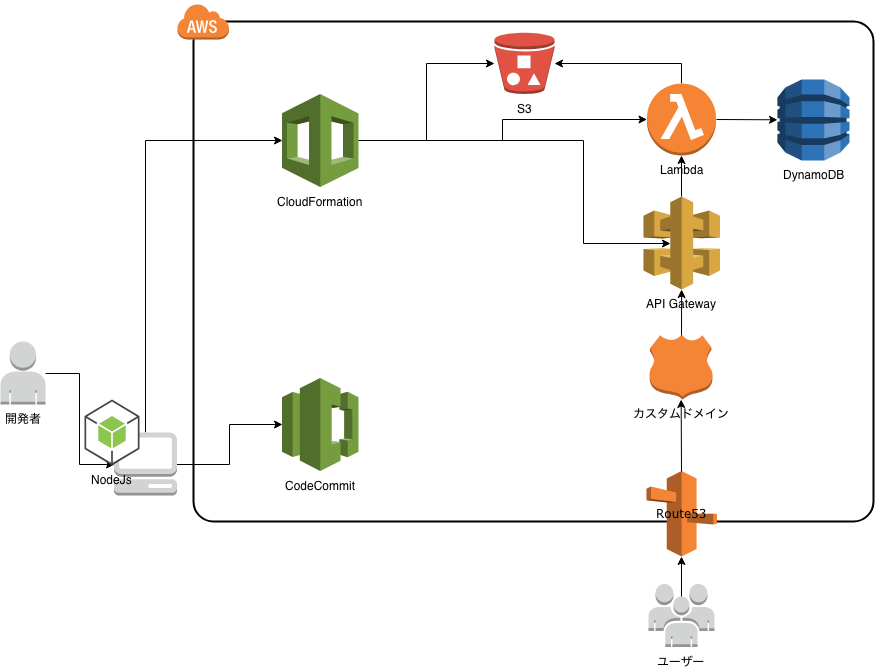 AWS
S3
Lambda
DynamoDB
CloudFormation
API Gateway
開発者
カスタムドメイン
NodeJs
CodeCommit
Route53
ユーザー